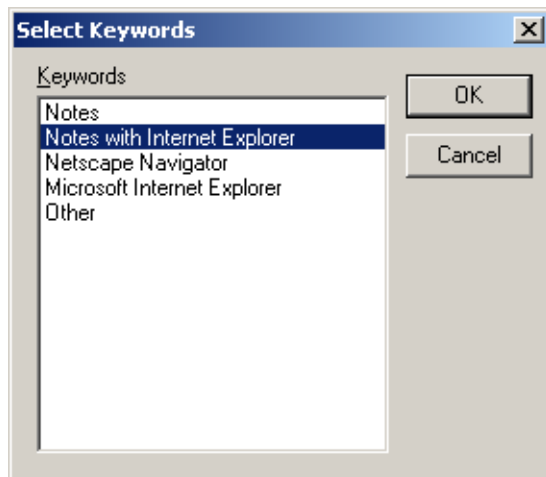 Select Keywords
Keywords
Notes
Notes with Internet Explorer
Netscape Navigator
Microsoft Internet Explorer
Other
OK
Cancel